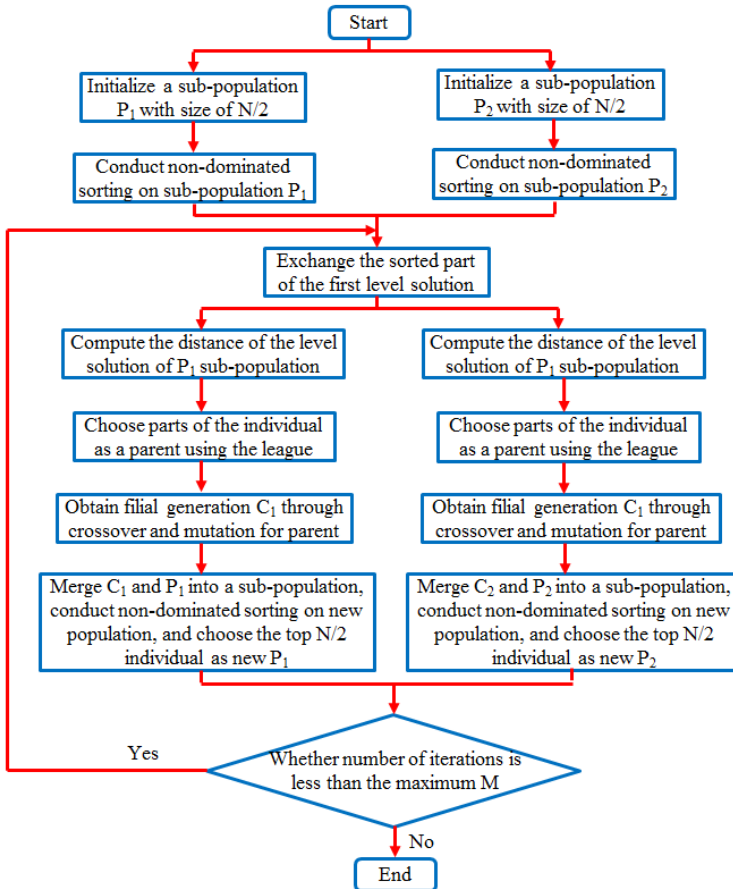 Start
Initialize a sub-population
P₁ with size of N/2
Initialize a sub-population
P₂ with size of N/2
Conduct non-dominated
sorting on sub-population P₁
Conduct non-dominated
sorting on sub-population P₂
Exchange the sorted part
of the first level solution
Compute the distance of the level
solution of P₁ sub-population
Compute the distance of the level
solution of P₁ sub-population
Choose parts of the individual
as a parent using the league
Choose parts of the individual
as a parent using the league
Obtain filial generation C₁ through
crossover and mutation for parent
Obtain filial generation C₁ through
crossover and mutation for parent
Merge C₁ and P₁ into a sub-population,
conduct non-dominated sorting on new
population, and choose the top N/2
individual as new P₁
Merge C₂ and P₂ into a sub-population,
conduct non-dominated sorting on new
population, and choose the top N/2
individual as new P₂
Yes
Whether number of iterations is
less than the maximum M
No
End